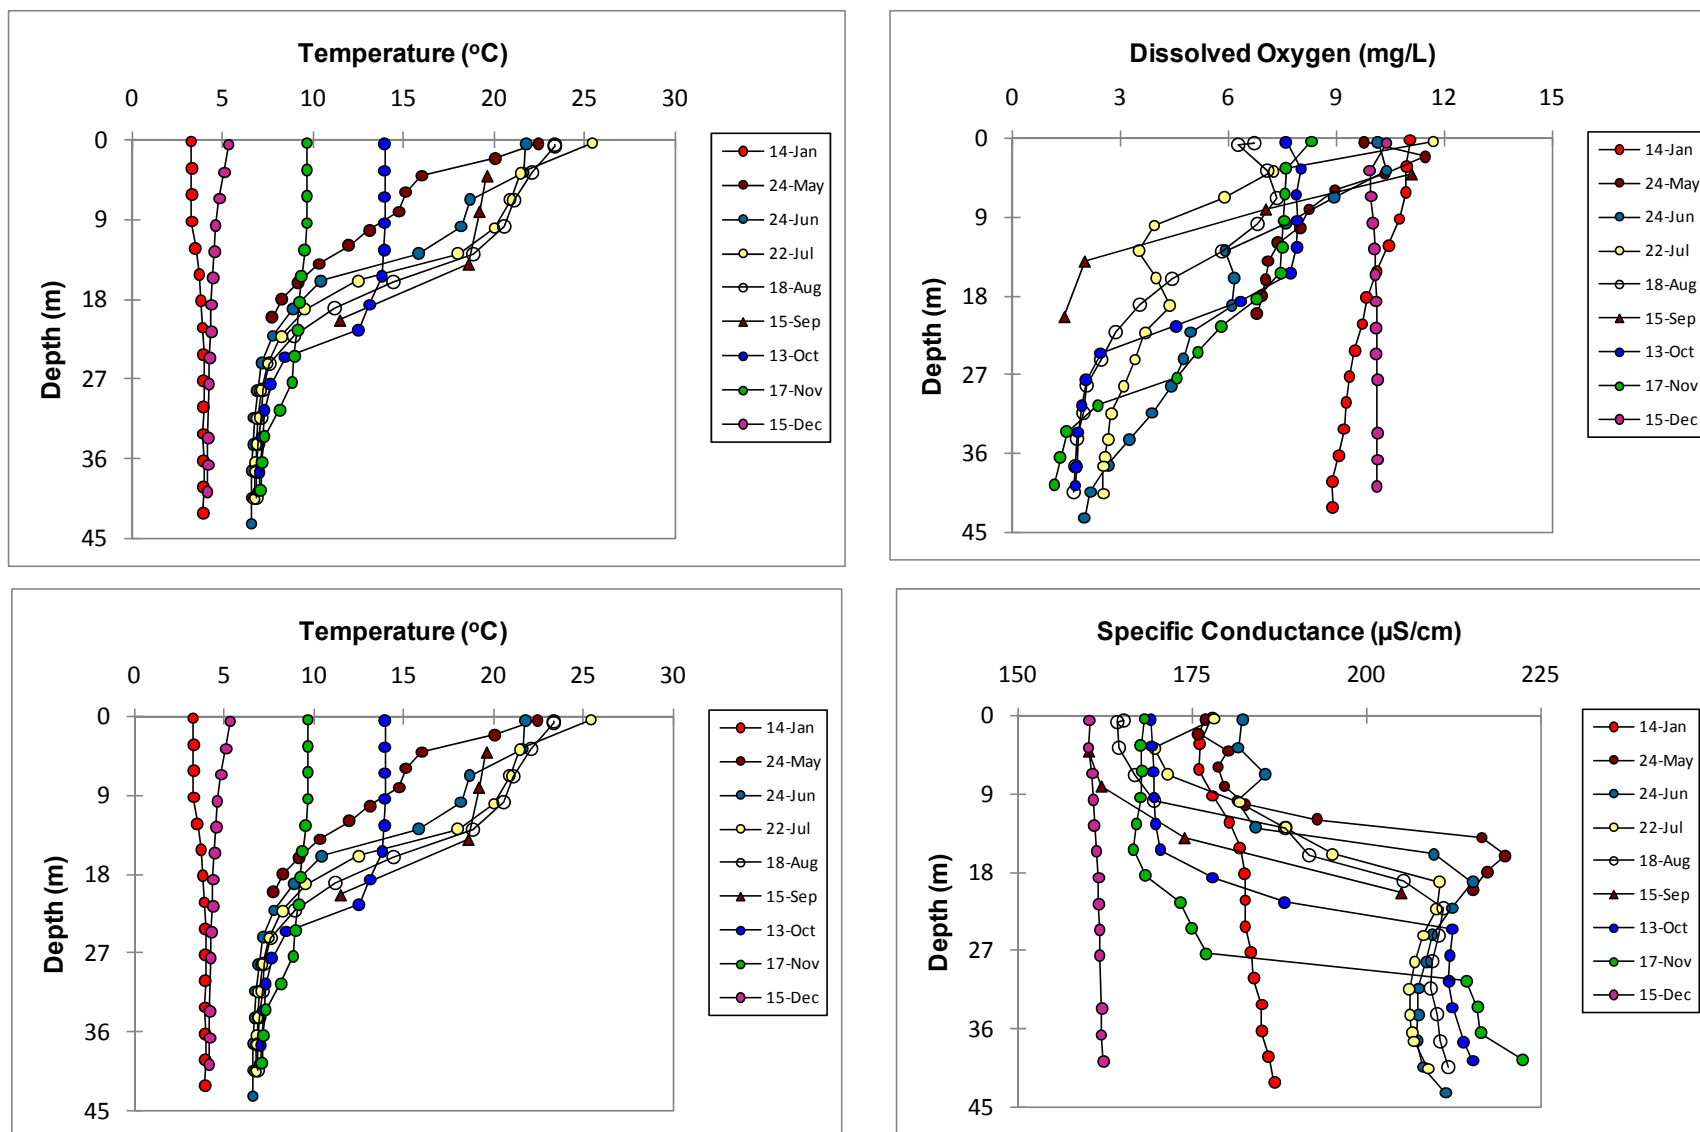 Temperature (oC)
0 5 10 15 20 25 30
0
9
18
27
36
45
Depth (m)
14-Jan
24-May
24-Jun
22-Jul
18-Aug
15-Sep
13-Oct
17-Nov
15-Dec
Dissolved Oxygen (mg/L)
0 3 6 9 12 15
0
9
18
27
36
45
Depth (m)
14-Jan
24-May
24-Jun
22-Jul
18-Aug
15-Sep
13-Oct
17-Nov
15-Dec
Temperature (oC)
0 5 10 15 20 25 30
0
9
18
27
36
45
Depth (m)
14-Jan
24-May
24-Jun
22-Jul
18-Aug
15-Sep
13-Oct
17-Nov
15-Dec
Specific Conductance (µS/cm)
150 175 200 225
0
9
18
27
36
45
Depth (m)
14-Jan
24-May
24-Jun
22-Jul
18-Aug
15-Sep
13-Oct
17-Nov
15-Dec